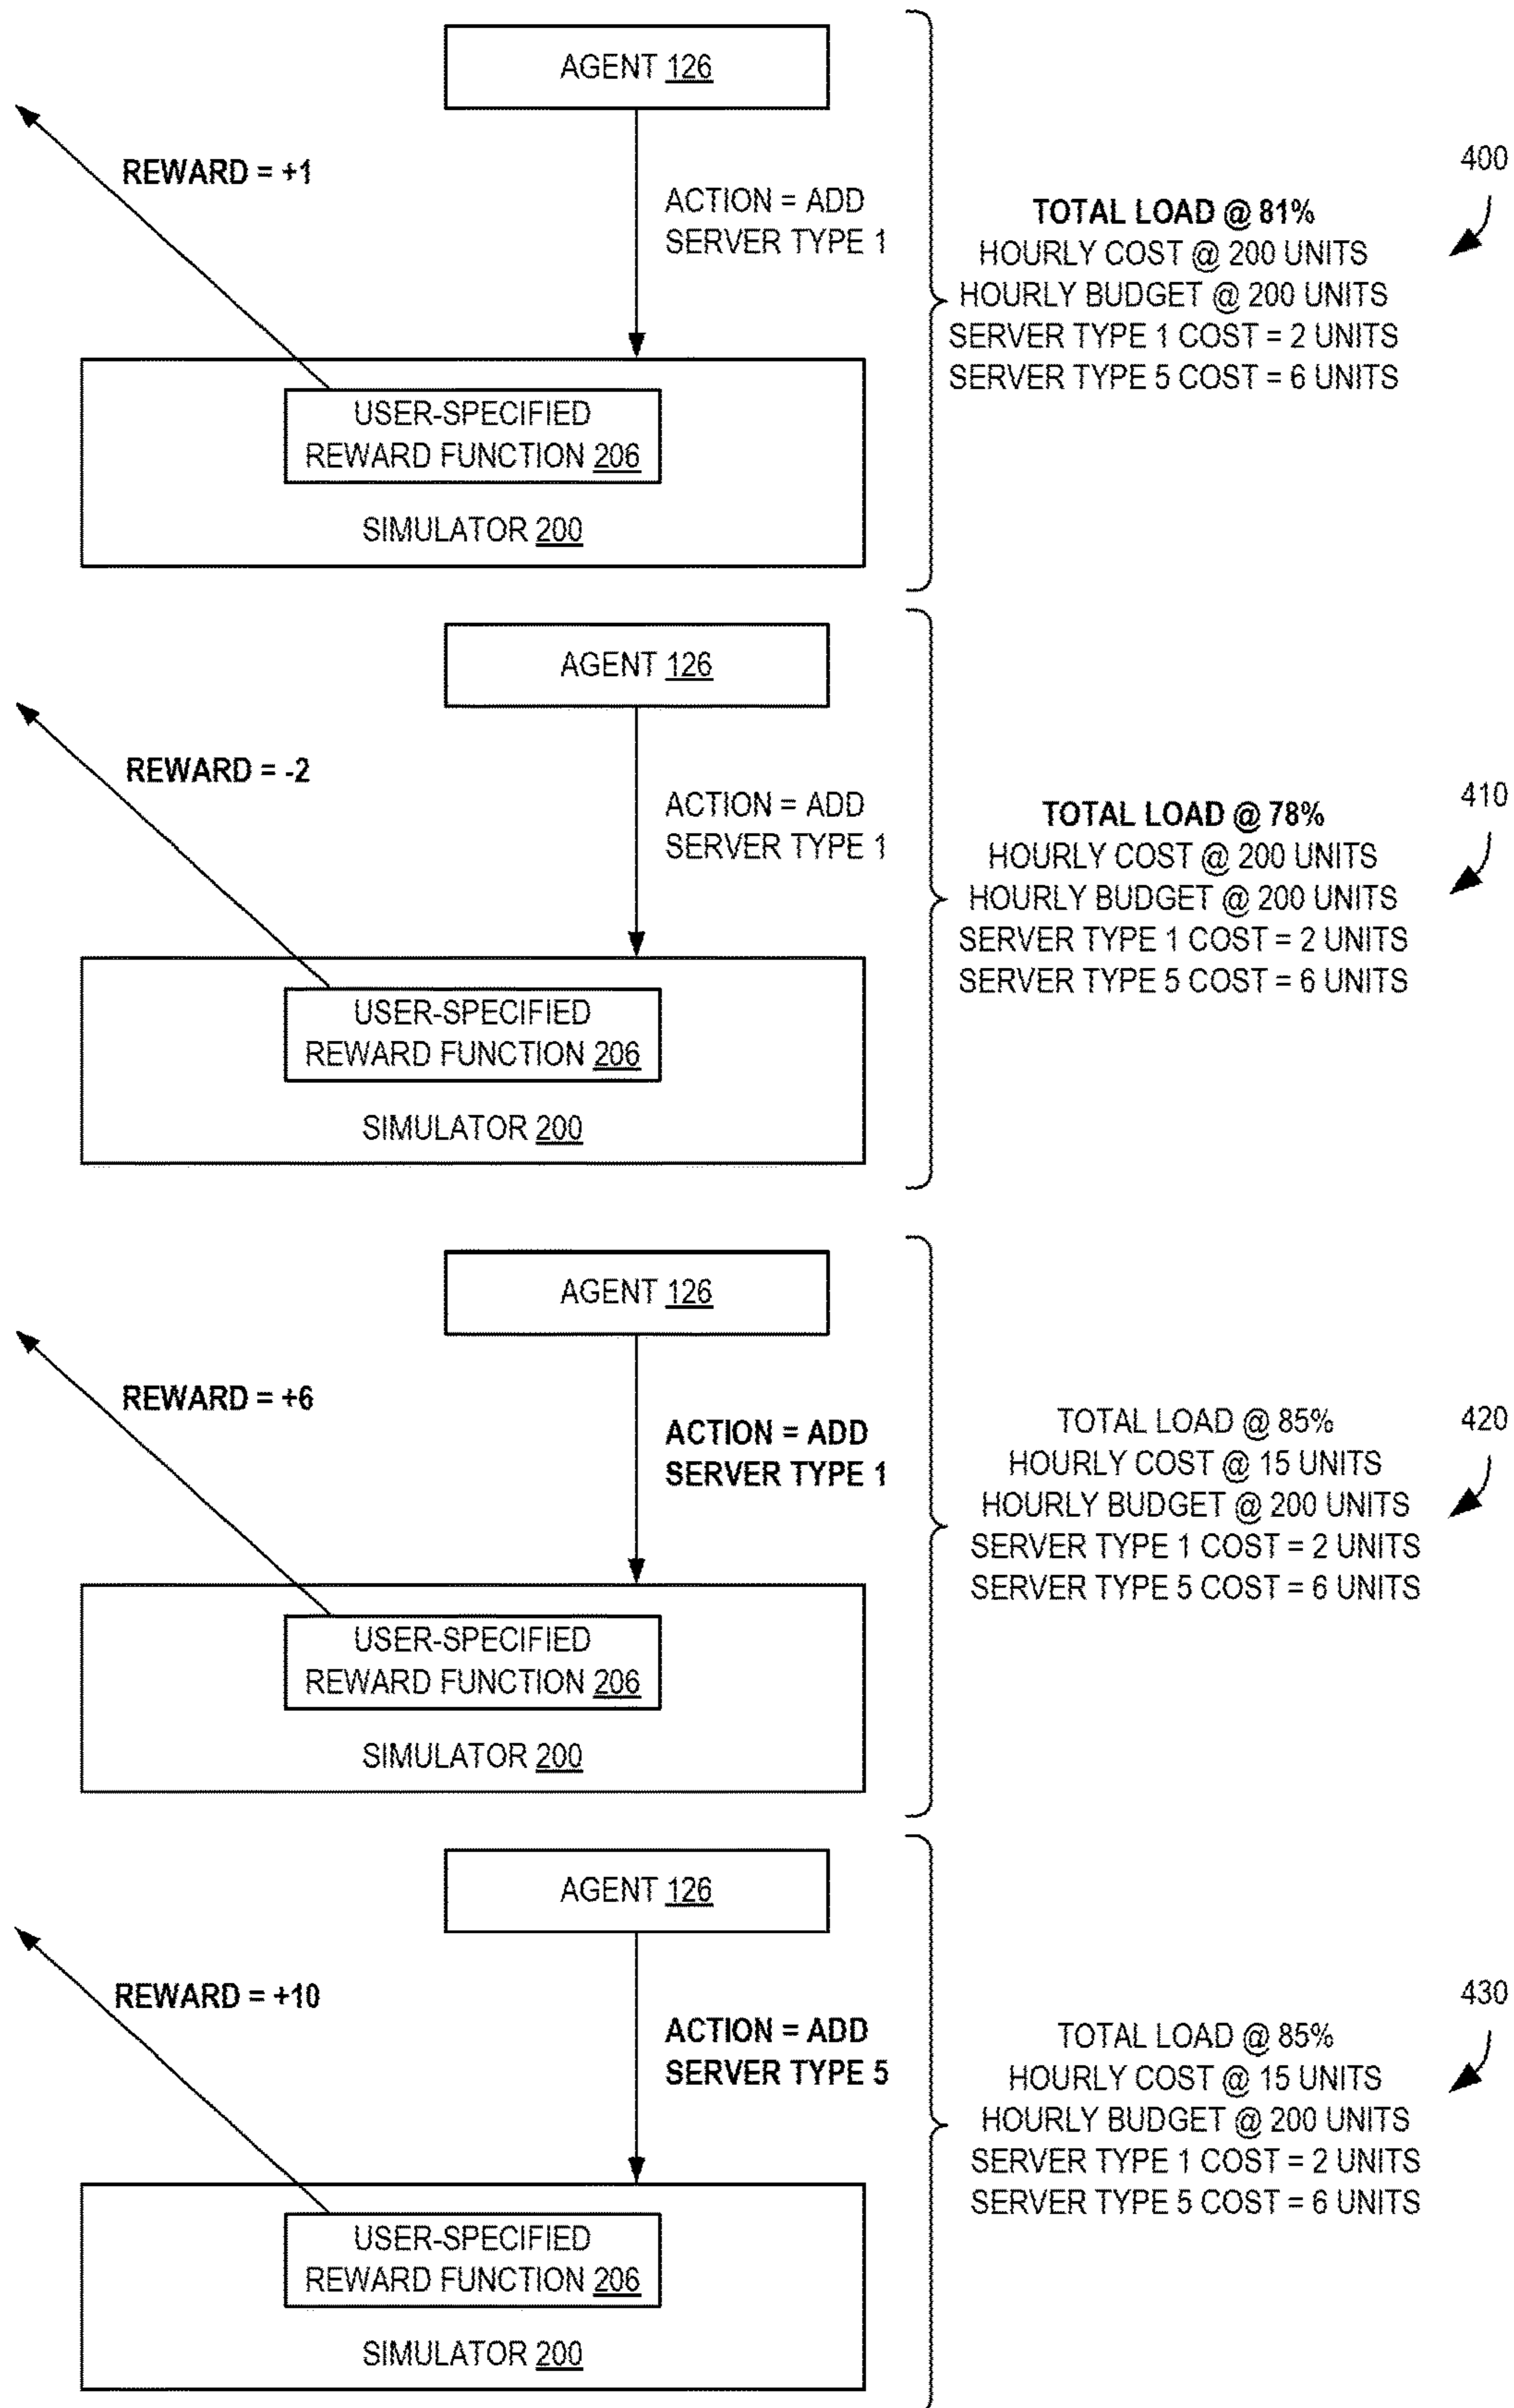 AGENT 126
REWARD = +1
ACTION = ADD
SERVER TYPE 1
USER-SPECIFIED
REWARD FUNCTION 206
SIMULATOR 200
400
TOTAL LOAD @ 81%
HOURLY COST @ 200 UNITS
HOURLY BUDGET @ 200 UNITS
SERVER TYPE 1 COST = 2 UNITS
SERVER TYPE 5 COST = 6 UNITS
AGENT 126
REWARD = -2
ACTION = ADD
SERVER TYPE 1
USER-SPECIFIED
REWARD FUNCTION 206
SIMULATOR 200
410
TOTAL LOAD @ 78%
HOURLY COST @ 200 UNITS
HOURLY BUDGET @ 200 UNITS
SERVER TYPE 1 COST = 2 UNITS
SERVER TYPE 5 COST = 6 UNITS
AGENT 126
REWARD = +6
ACTION = ADD
SERVER TYPE 1
USER-SPECIFIED
REWARD FUNCTION 206
SIMULATOR 200
420
TOTAL LOAD @ 85%
HOURLY COST @ 15 UNITS
HOURLY BUDGET @ 200 UNITS
SERVER TYPE 1 COST = 2 UNITS
SERVER TYPE 5 COST = 6 UNITS
AGENT 126
REWARD = +10
ACTION = ADD
SERVER TYPE 5
USER-SPECIFIED
REWARD FUNCTION 206
SIMULATOR 200
430
TOTAL LOAD @ 85%
HOURLY COST @ 15 UNITS
HOURLY BUDGET @ 200 UNITS
SERVER TYPE 1 COST = 2 UNITS
SERVER TYPE 5 COST = 6 UNITS